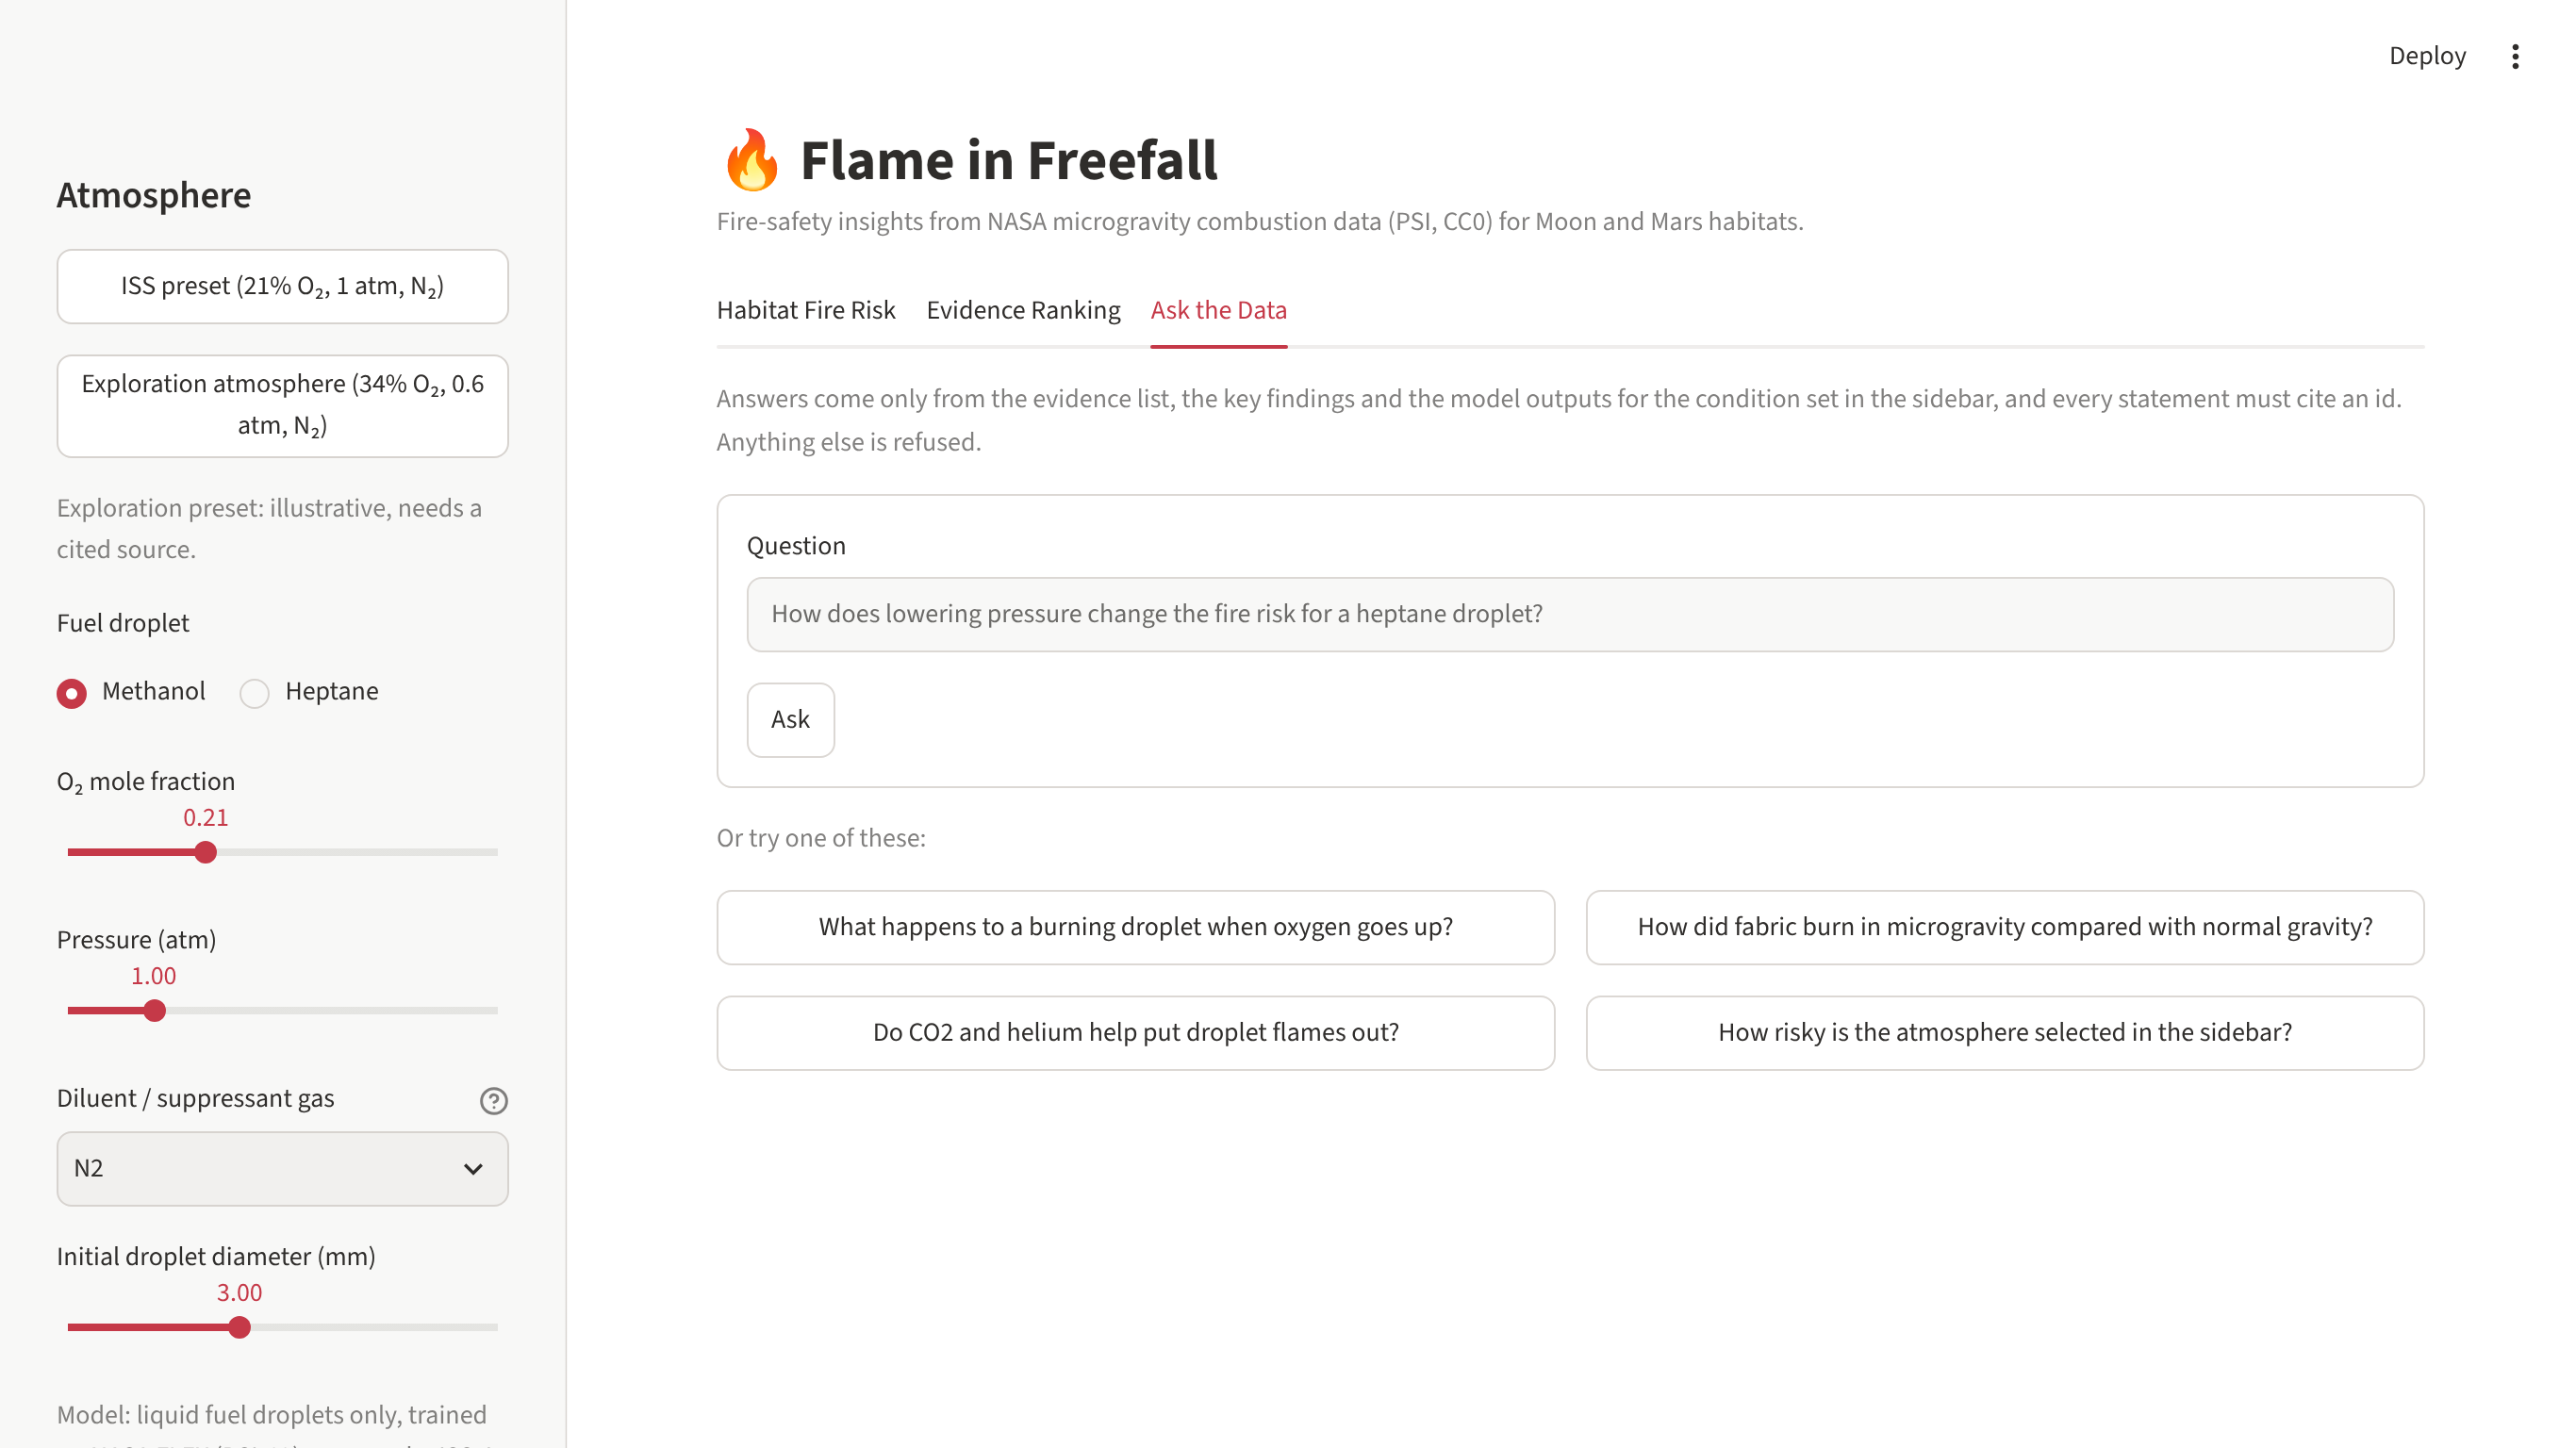 Deploy
Atmosphere
ISS preset (21% O₂, 1 atm, N₂)
Exploration atmosphere (34% O₂, 0.6
atm, N₂)
Exploration preset: illustrative, needs a
cited source.
Fuel droplet
Methanol
Heptane
O₂ mole fraction
0.21
Pressure (atm)
1.00
Diluent / suppressant gas
N2
Initial droplet diameter (mm)
3.00
Model: liquid fuel droplets only, trained
🔥 Flame in Freefall
Fire-safety insights from NASA microgravity combustion data (PSI, CC0) for Moon and Mars habitats.
Habitat Fire Risk
Evidence Ranking
Ask the Data
Answers come only from the evidence list, the key findings and the model outputs for the condition set in the sidebar, and every statement must cite an id.
Anything else is refused.
Question
How does lowering pressure change the fire risk for a heptane droplet?
Ask
Or try one of these:
What happens to a burning droplet when oxygen goes up?
How did fabric burn in microgravity compared with normal gravity?
Do CO2 and helium help put droplet flames out?
How risky is the atmosphere selected in the sidebar?